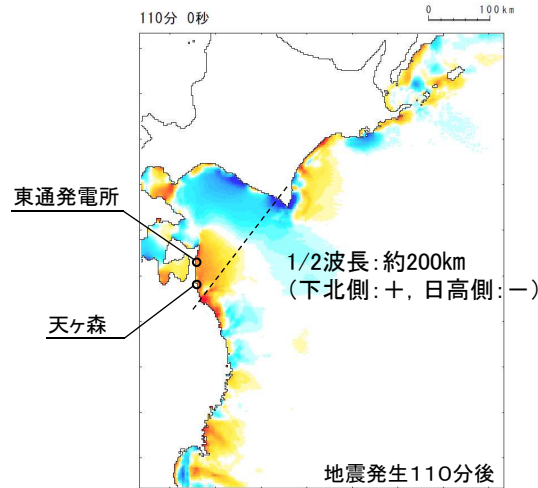 110分 0秒
0 100km
東通発電所
天ヶ森
1/2波長:約200km
(下北側:+, 日高側:−)
地震発生110分後